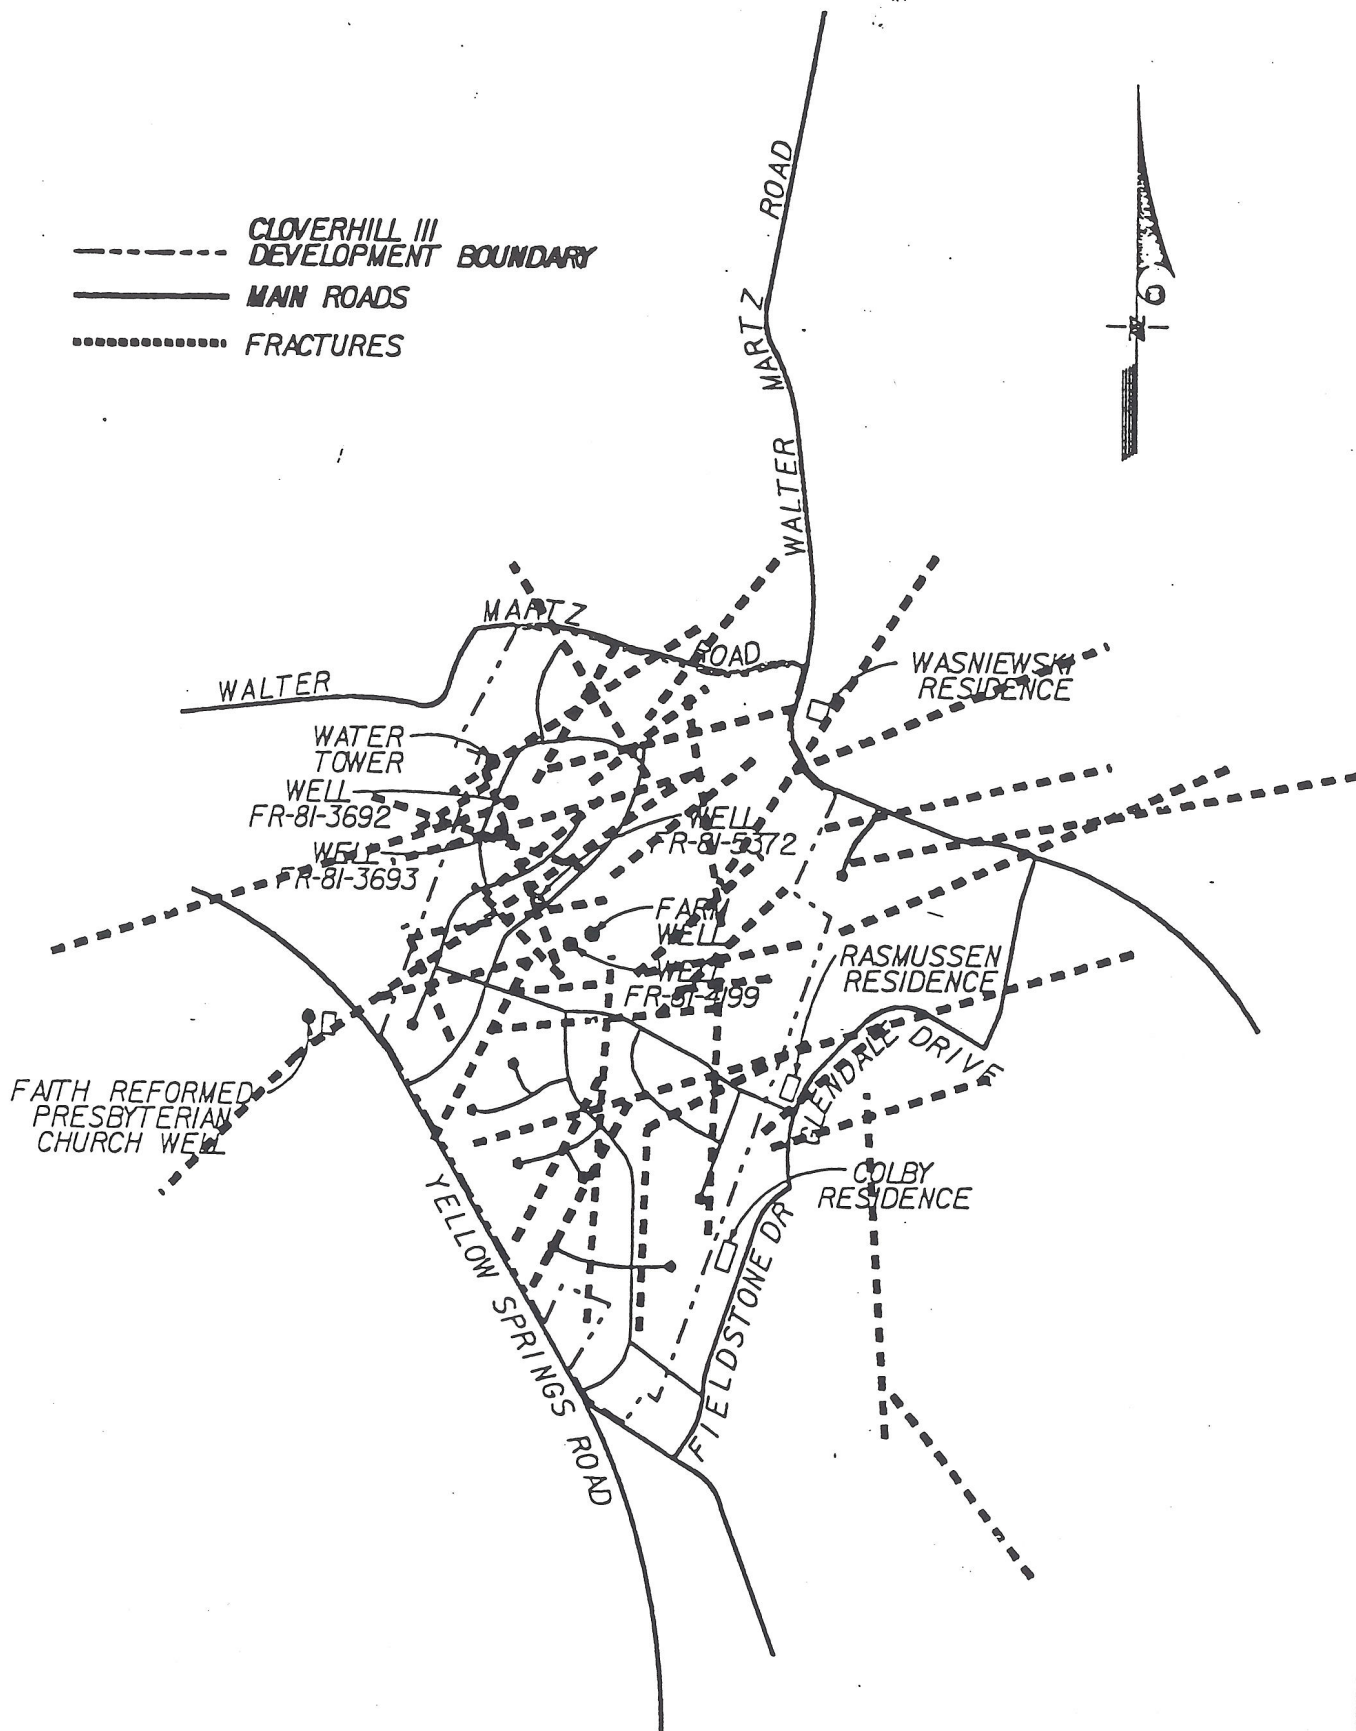 CLOVERHILL III
DEVELOPMENT BOUNDARY
MAIN ROADS
FRACTURES
ROAD
MARTZ
WALTER
N
MARTZ
ROAD
WALTER
WASNIEWSKI
RESIDENCE
WATER
TOWER
WELL
FR-81-3692
WELL
FR-81-5372
WELL
FR-81-3693
FARM
WELL
WELL
FR-81-4199
RASMUSSEN
RESIDENCE
GLENDALE DRIVE
FAITH REFORMED
PRESBYTERIAN
CHURCH WELL
COLBY
RESIDENCE
YELLOW SPRINGS ROAD
FIELDSTONE DR